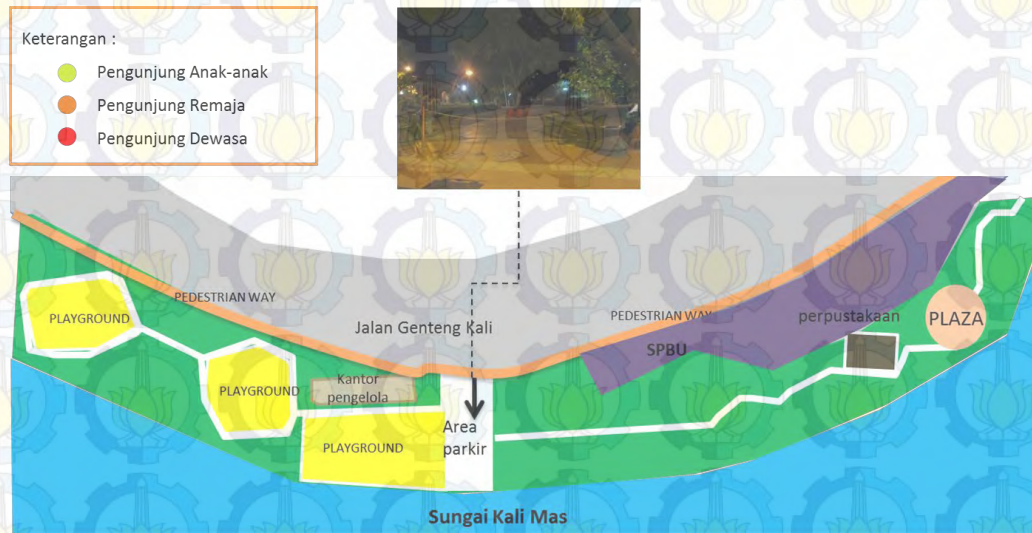 Keterangan :
Pengunjung Anak-anak
Pengunjung Remaja
Pengunjung Dewasa
PEDESTRIAN WAY
PLAYGROUND
Jalan Genteng Kali
PEDESTRIAN WAY
perpustakaan
PLAZA
SPBU
PLAYGROUND
Kantor
pengelola
Area
parkir
PLAYGROUND
Sungai Kali Mas